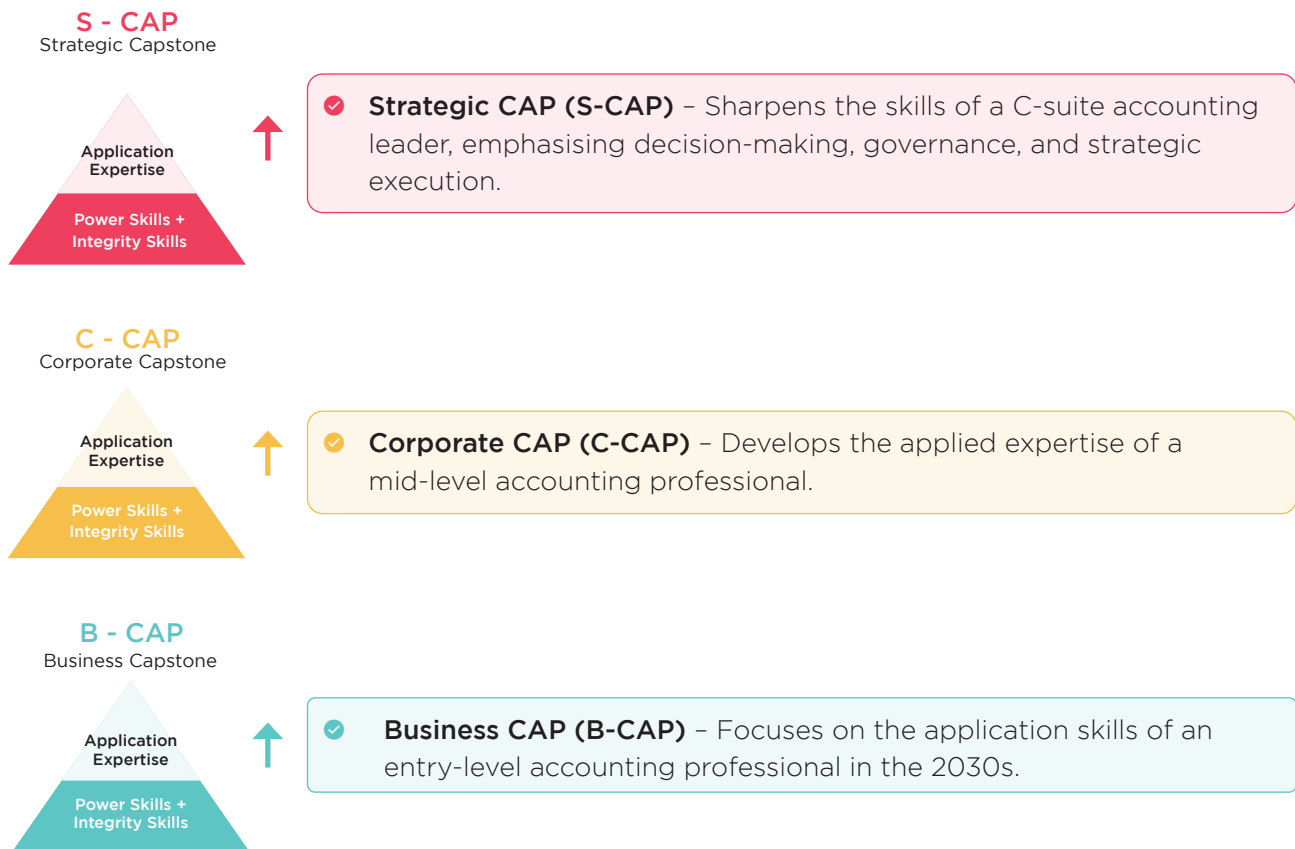 S - CAP
Strategic Capstone
Application
Expertise
Power Skills +
Integrity Skills
Strategic CAP (S-CAP) – Sharpens the skills of a C-suite accounting
leader, emphasising decision-making, governance, and strategic
execution.
C - CAP
Corporate Capstone
Application
Expertise
Power Skills +
Integrity Skills
Corporate CAP (C-CAP) – Develops the applied expertise of a
mid-level accounting professional.
B - CAP
Business Capstone
Application
Expertise
Power Skills +
Integrity Skills
Business CAP (B-CAP) – Focuses on the application skills of an
entry-level accounting professional in the 2030s.